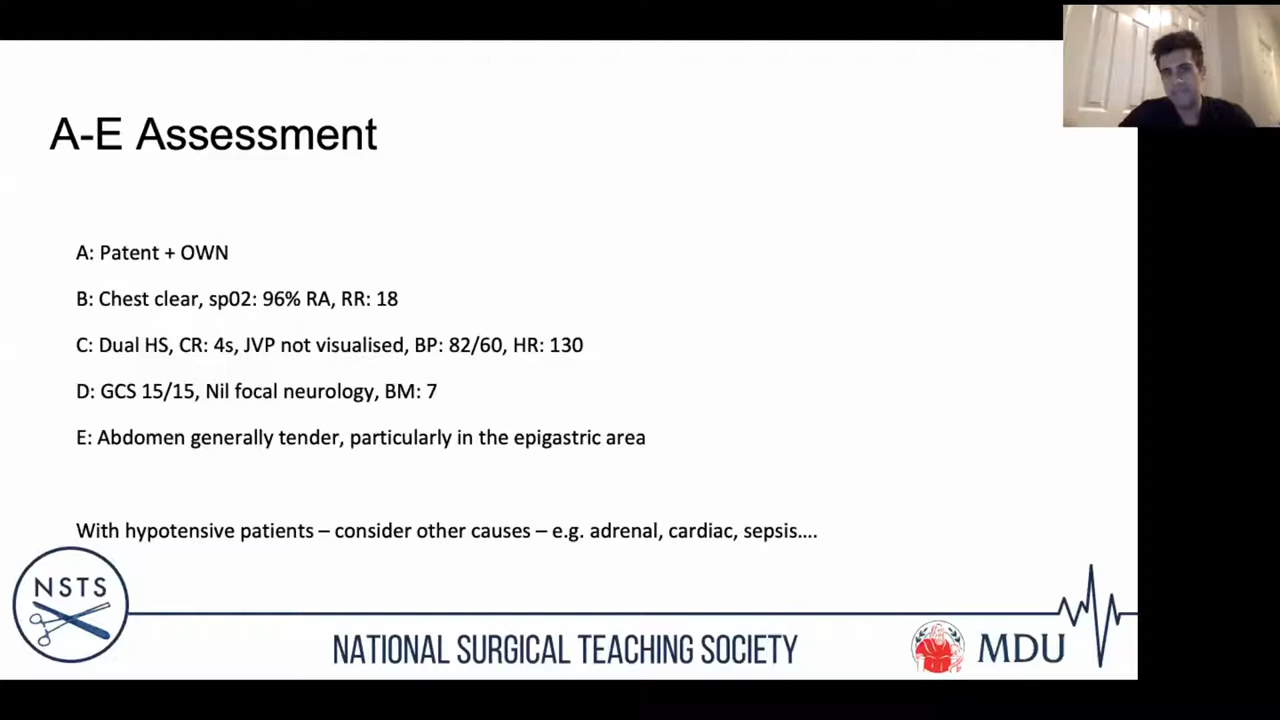 A-E Assessment
A: Patent + OWN
B: Chest clear, sp02: 96% RA, RR: 18
C: Dual HS, CR: 4s, JVP not visualised, BP: 82/60, HR: 130
D: GCS 15/15, Nil focal neurology, BM: 7
E: Abdomen generally tender, particularly in the epigastric area
With hypotensive patients – consider other causes – e.g. adrenal, cardiac, sepsis….
NSTS
NATIONAL SURGICAL TEACHING SOCIETY
MDU